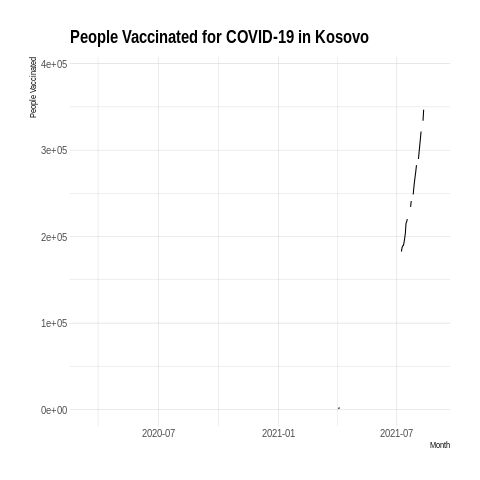 People Vaccinated for COVID-19 in Kosovo
People Vaccinated
4e+05
3e+05
2e+05
1e+05
0e+00
2020-07
2021-01
2021-07
Month